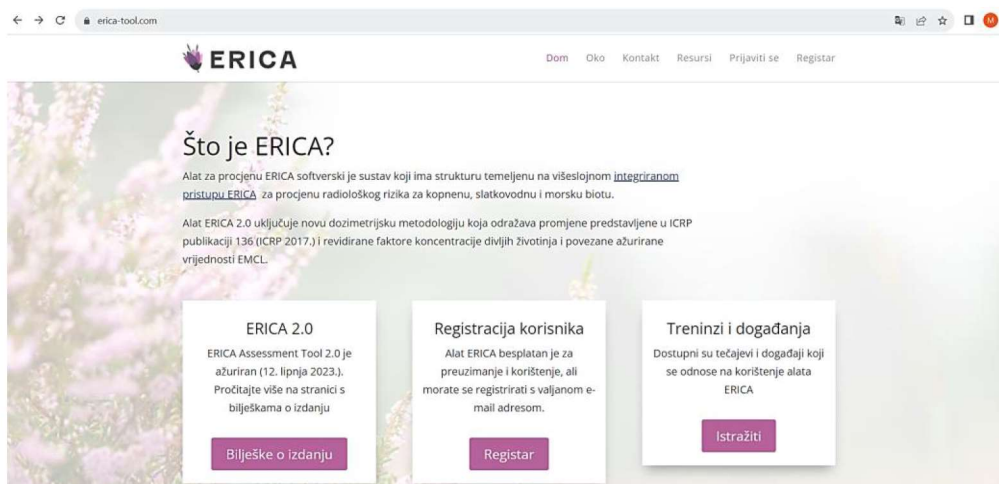 erica-tool.com
M
ERICA
Dom Oko Kontakt Resursi Prijaviti se Registar
Što je ERICA?
Alat za procjenu ERICA softverski je sustav koji ima strukturu temeljenu na višeslojnom integriranom
pristupu ERICA za procjenu radiološkog rizika za kopnenu, slatkovodnu i morsku biotu.
Alat ERICA 2.0 uključuje novu dozimetrijsku metodologiju koja odražava promjene predstavljene u ICRP
publikaciji 136 (ICRP 2017.) i revidirane faktore koncentracije divljih životinja i povezane ažurirane
vrijednosti EMCL.
ERICA 2.0
ERICA Assessment Tool 2.0 je
ažuriran (12. lipnja 2023.).
Pročitajte više na stranici s
bilješkama o izdanju
Bilješke o izdanju
Registracija korisnika
Alat ERICA besplatan je za
preuzimanje i korištenje, ali
morate se registrirati s valjanom e-
mail adresom.
Registar
Treninzi i događanja
Dostupni su tečajevi i događaji koji
se odnose na korištenje alata
ERICA
Istražiti